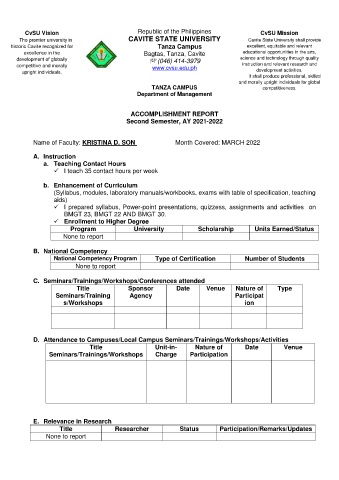 CvSU Vision
The premier university in
historic Cavite recognized for
excellence in the
development of globally
competitive and morally
upright individuals.
Republic of the Philippines
CAVITE STATE UNIVERSITY
Tanza Campus
Bagtas, Tanza, Cavite
(046) 414-3979
www.cvsu.edu.ph
CvSU Mission
Cavite State University shall provide
excellent, equitable and relevant
educational opportunities in the arts,
science and technology through quality
instruction and relevant research and
development activities.
It shall produce professional, skilled
and morally upright individuals for global
competitiveness.
TANZA CAMPUS
Department of Management
ACCOMPLISHMENT REPORT
Second Semester, AY 2021-2022
Name of Faculty: KRISTINA D. SON Month Covered: MARCH 2022
A. Instruction
a. Teaching Contact Hours
✓ I teach 35 contact hours per week
b. Enhancement of Curriculum
(Syllabus, modules, laboratory manuals/workbooks, exams with table of specification, teaching
aids)
✓ I prepared syllabus, Power-point presentations, quizzess, assignments and activities on
BMGT 23, BMGT 22 AND BMGT 30.
✓ Enrollment to Higher Degree
Program University Scholarship Units Earned/Status
None to report
B. National Competency
National Competency Program Type of Certification Number of Students
None to report
C. Seminars/Trainings/Workshops/Conferences attended
Title Sponsor Date Venue Nature of Type
Seminars/Training Agency Participat
s/Workshops ion
D. Attendance to Campuses/Local Campus Seminars/Trainings/Workshops/Activities
Title Unit-in- Nature of Date Venue
Seminars/Trainings/Workshops Charge Participation
E. Relevance in Research
Title Researcher Status Participation/Remarks/Updates
None to report